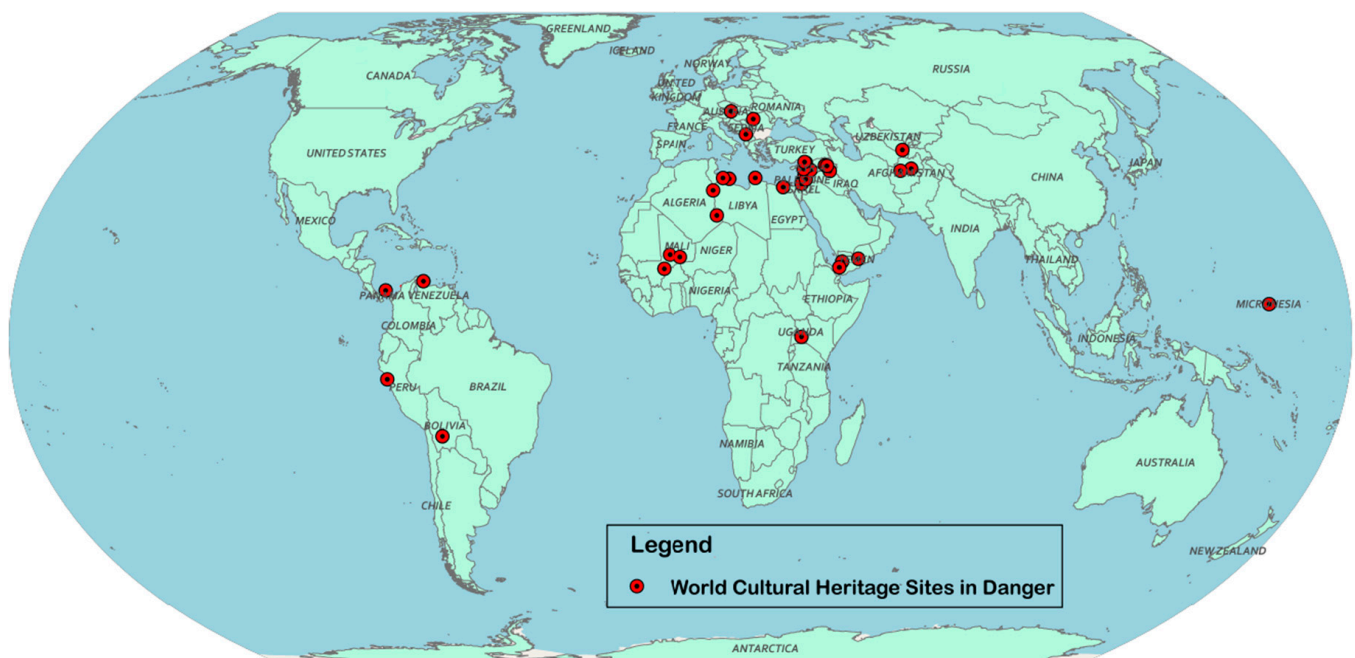 GREENLAND
ICELAND
NORWAY
RUSSIA
CANADA
UNITED
KINGDOM
ROMANIA
FRANCE
SPAIN
TURKEY
UZBEKISTAN
UNITED STATES
JAPAN
CHINA
IRAQ
ALGERIA
LIBYA
EGYPT
MEXICO
INDIA
MALI
NIGER
THAILAND
NIGERIA
ETHIOPIA
PANAMA
VENEZUELA
COLOMBIA
UGANDA
INDONESIA
TANZANIA
PERU
BRAZIL
BOLIVIA
NAMIBIA
AUSTRALIA
SOUTH AFRICA
CHILE
NEW ZEALAND
Legend
World Cultural Heritage Sites in Danger
ANTARCTICA